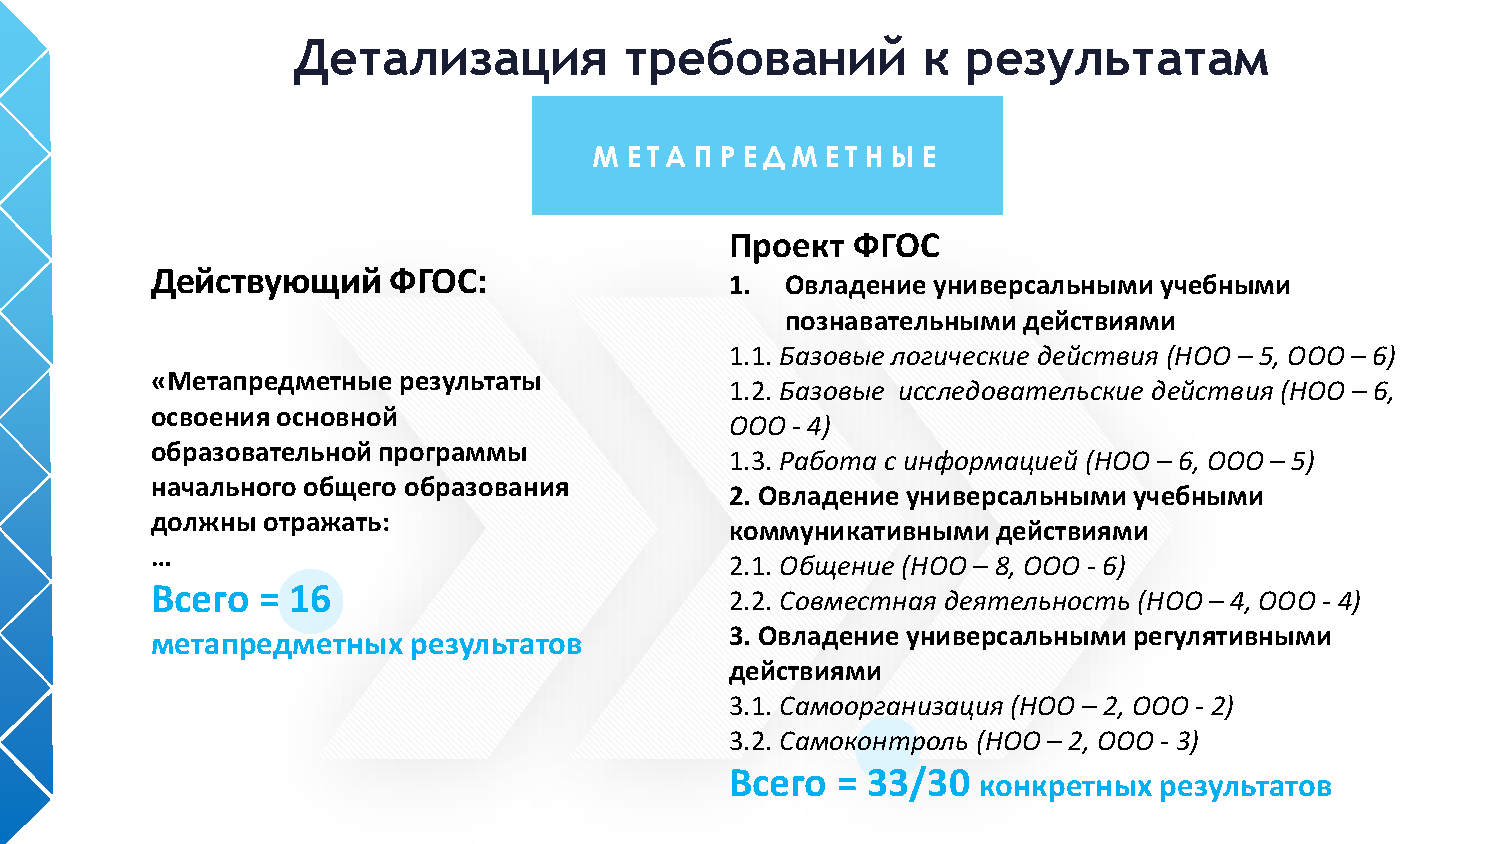 Детализация требований к результатам
МЕТАПРЕДМЕТНЫЕ
Действующий ФГОС:
«Метапредметные результаты
освоения основной
образовательной программы
начального общего образования
должны отражать:
…
Всего = 16
метапредметных результатов
Проект ФГОС
1. Овладение универсальными учебными
познавательными действиями
1.1. Базовые логические действия (НОО – 5, ООО – 6)
1.2. Базовые исследовательские действия (НОО – 6,
ООО - 4)
1.3. Работа с информацией (НОО – 6, ООО – 5)
2. Овладение универсальными учебными
коммуникативными действиями
2.1. Общение (НОО – 8, ООО - 6)
2.2. Совместная деятельность (НОО – 4, ООО - 4)
3. Овладение универсальными регулятивными
действиями
3.1. Самоорганизация (НОО – 2, ООО - 2)
3.2. Самоконтроль (НОО – 2, ООО - 3)
Всего = 33/30 конкретных результатов